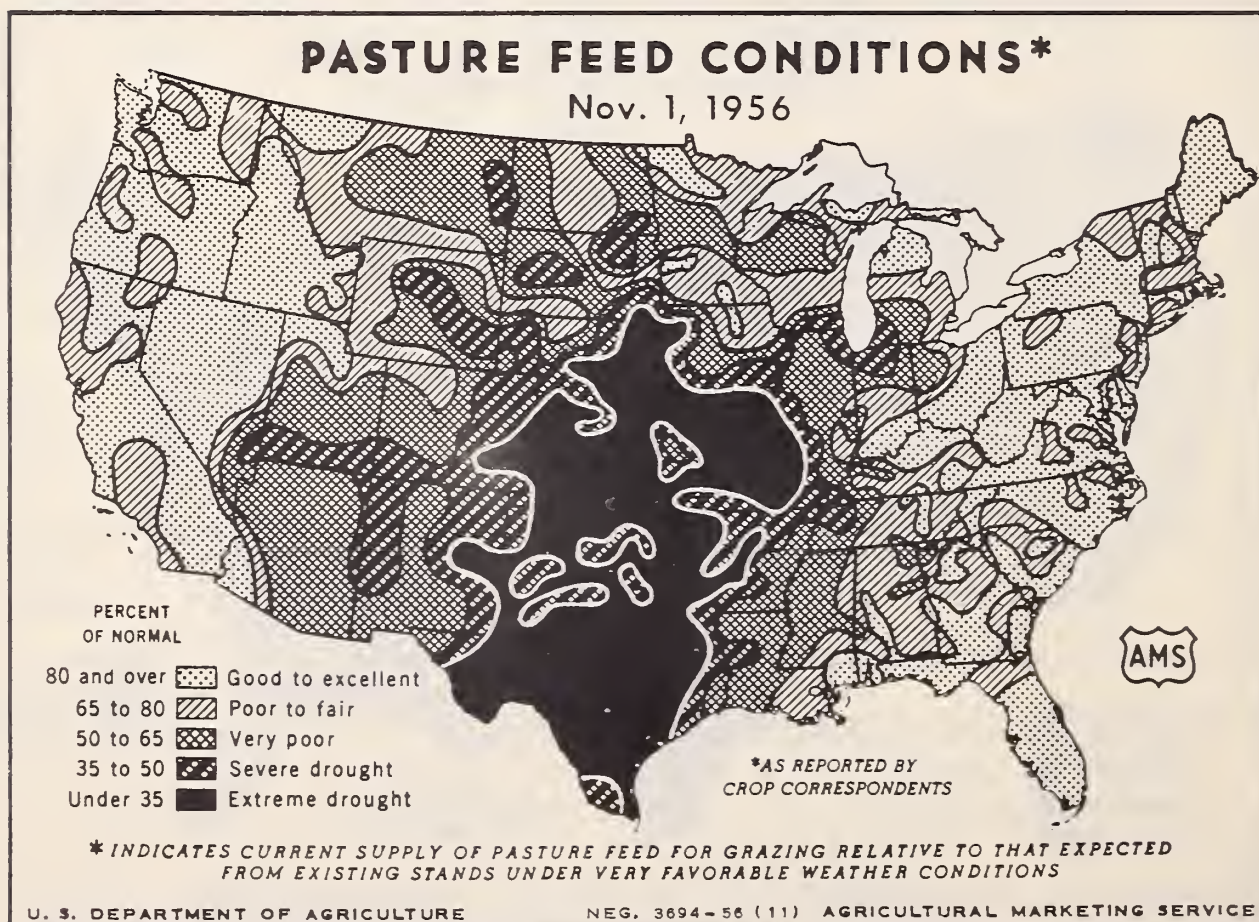 PASTURE FEED CONDITIONS*
Nov. 1, 1956
PERCENT
OF NORMAL
80 and over Good to excellent
65 to 80 Poor to fair
50 to 65 Very poor
35 to 50 Severe drought
Under 35 Extreme drought
AMS
*AS REPORTED BY
CROP CORRESPONDENTS
* INDICATES CURRENT SUPPLY OF PASTURE FEED FOR GRAZING RELATIVE TO THAT EXPECTED
FROM EXISTING STANDS UNDER VERY FAVORABLE WEATHER CONDITIONS
U. S. DEPARTMENT OF AGRICULTURE NEG. 3694-56 (11) AGRICULTURAL MARKETING SERVICE